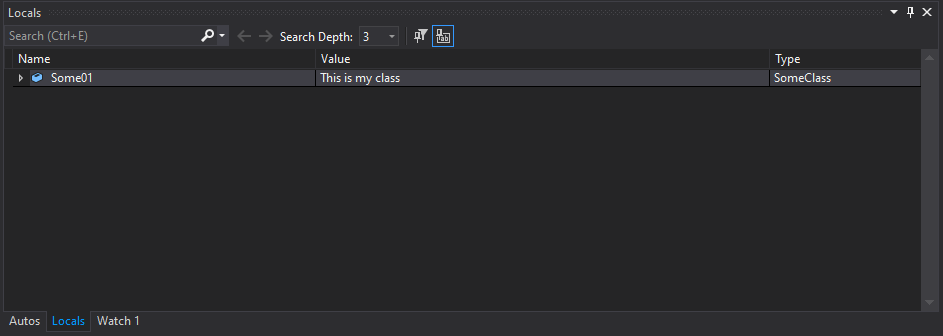 Locals
Search (Ctrl+E) Search Depth: 3
Name Value Type
Some01 This is my class SomeClass
Autos Locals Watch 1